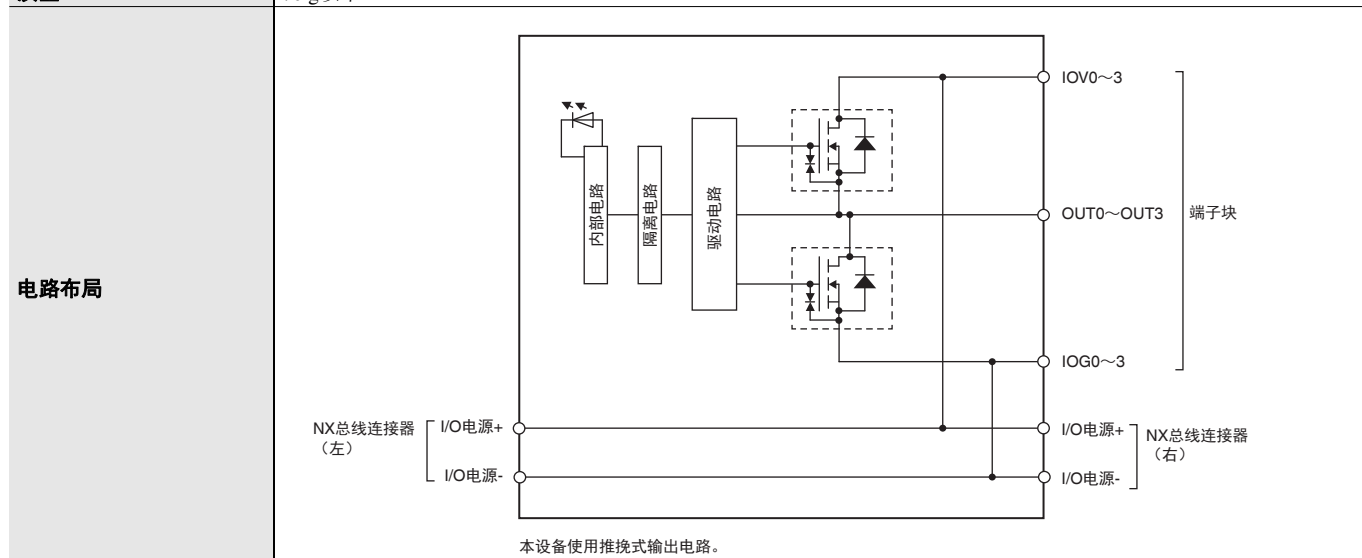 电路布局
IOV0～3
内部电路
隔离电路
驱动电路
OUT0～OUT3
端子块
IOG0～3
NX总线连接器
（左）
I/O电源+
I/O电源-
I/O电源+
I/O电源-
NX总线连接器
（右）
本设备使用推换式输出电路。